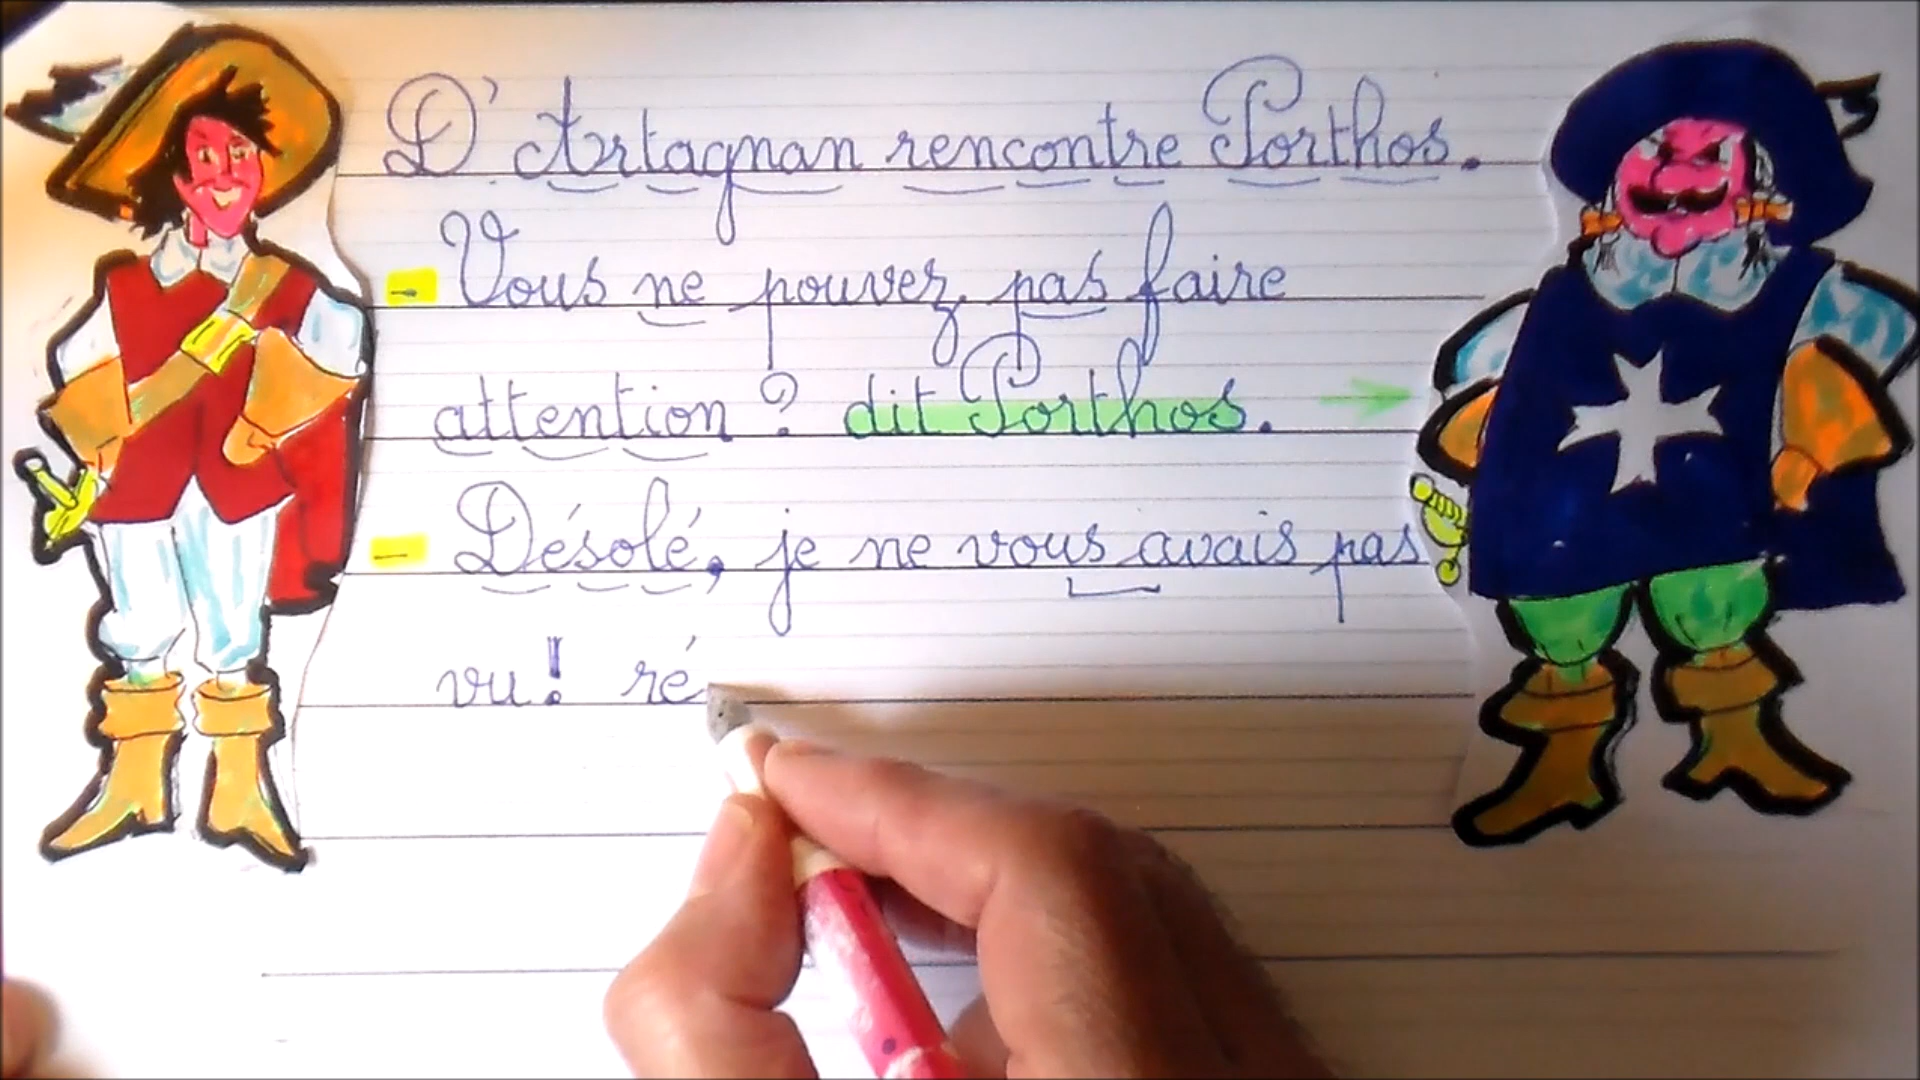 D'Artagnan rencontre Porthos.
- Vous ne pouvez pas faire
attention ? dit Porthos.
- Désolé, je ne vous avais pas
vu ! ré